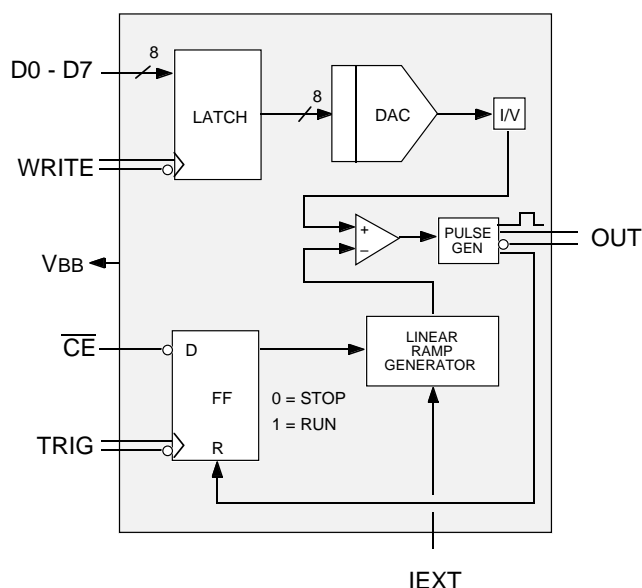 D0 - D7
8
LATCH
8
DAC
I/V
WRITE
+
−
PULSE
GEN
OUT
VBB
CE
D
LINEAR
RAMP
GENERATOR
FF
0 = STOP
1 = RUN
TRIG
R
IEXT